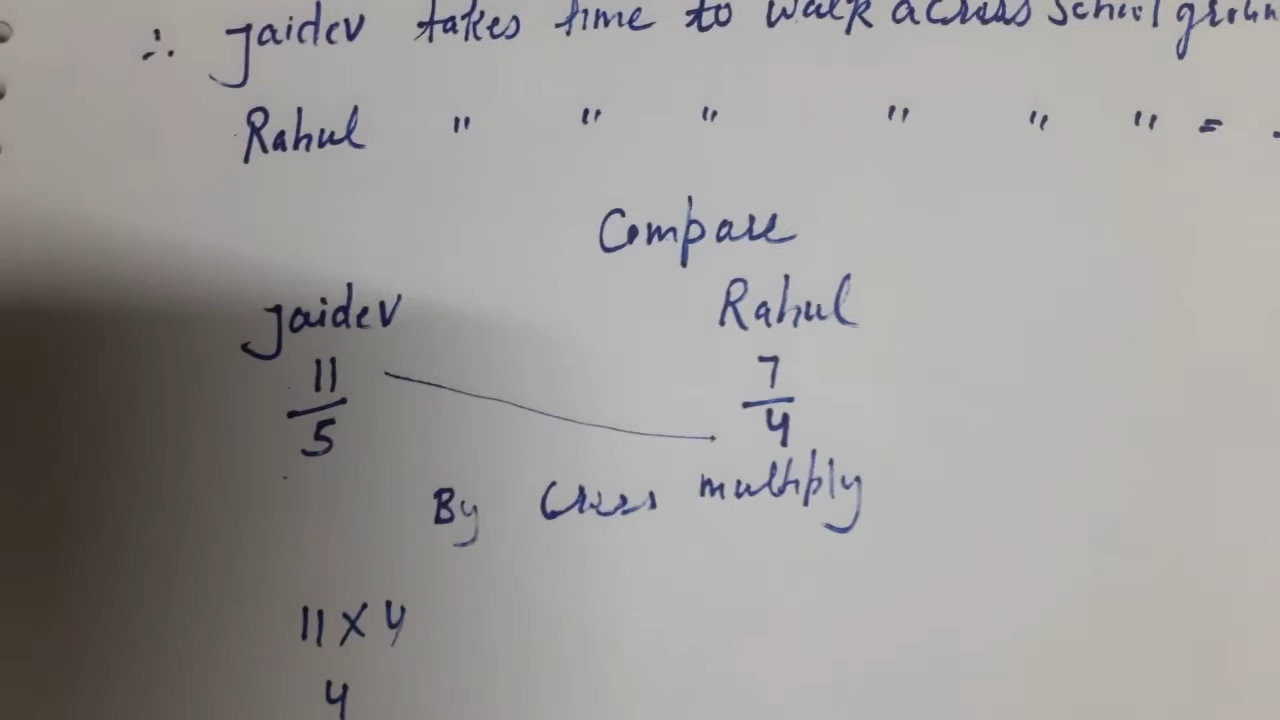 ∴ Jaidev takes time to walk across school
Rahul " " " " " " =
Compare
Jaidev Rahul
11/5 7/4
By Cross multiply
11 × 4
4